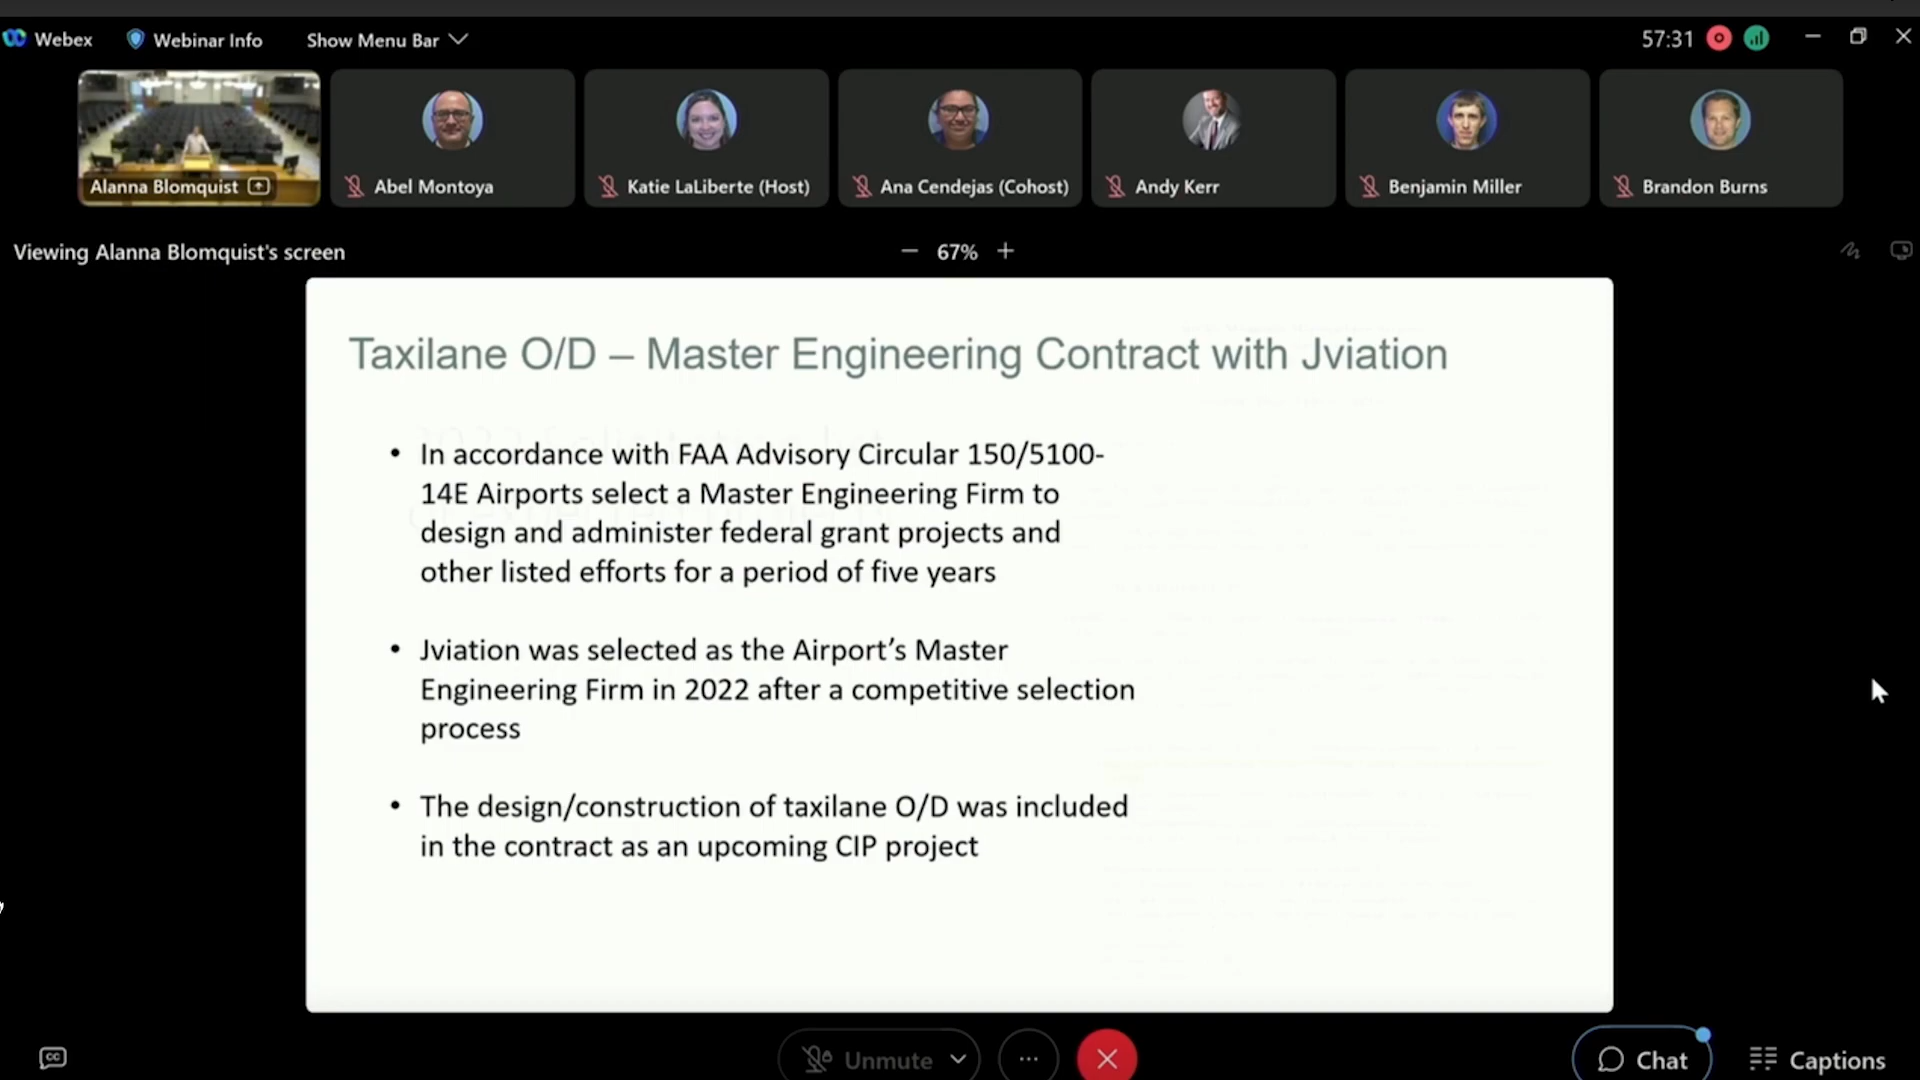 Webex
Webinar Info
Show Menu Bar
57:31
Alanna Blomquist
Abel Montoya
Katie LaLiberte (Host)
Ana Cendejas (Cohost)
Andy Kerr
Benjamin Miller
Brandon Burns
Viewing Alanna Blomquist's screen
67%
Taxilane O/D – Master Engineering Contract with Jviation
• In accordance with FAA Advisory Circular 150/5100-
14E Airports select a Master Engineering Firm to
design and administer federal grant projects and
other listed efforts for a period of five years
• Jviation was selected as the Airport’s Master
Engineering Firm in 2022 after a competitive selection
process
• The design/construction of taxilane O/D was included
in the contract as an upcoming CIP project
CC
Unmute
Chat
Captions